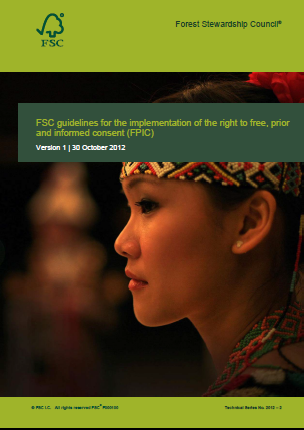 Forest Stewardship Council®
FSC
FSC guidelines for the implementation of the right to free, prior
and informed consent (FPIC)
Version 1 | 30 October 2012
© FSC I.C. All rights reserved FSC®
Technical Series No. 2012 – 2